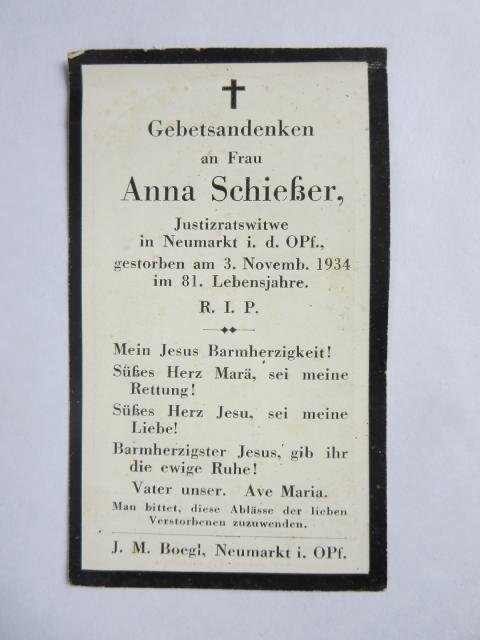 Gebetsandenken
an Frau
Anna Schießer,
Justizratswitwe
in Neumarkt i. d. OPf.,
gestorben am 3. Novemb. 1934
im 81. Lebensjahre.
R. I. P.
Mein Jesus Barmherzigkeit!
Süßes Herz Marä, sei meine
Rettung!
Süßes Herz Jesu, sei meine
Liebe!
Barmherzigster Jesus, gib ihr
die ewige Ruhe!
Vater unser. Ave Maria.
Man bittet, diese Ablässe der lieben
Verstorbenen zuzuwenden.
J. M. Boegl, Neumarkt i. OPf.